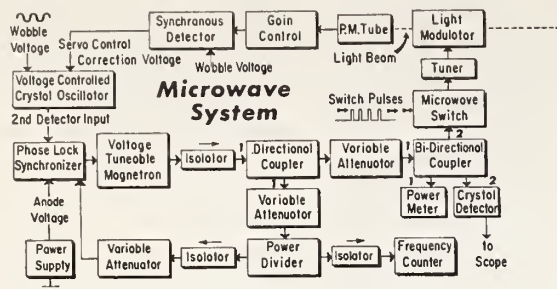 Wobble
Voltage
Servo Control
Correction Voltage
Synchronous
Detector
Gain
Control
P.M. Tube
Light
Modulator
Light Beam
Wobble Voltage
Voltage Controlled
Crystal Oscillator
Microwave
System
Tuner
Switch Pulses
Microwave
Switch
2
2nd Detector Input
Phase Lock
Synchronizer
Voltage
Tuneable
Magnetron
Isolator
1
Directional
Coupler
Variable
Attenuator
1
Bi-Directional
Coupler
1
1
2
Anode
Voltage
Variable
Attenuator
Power
Meter
Crystal
Detector
Power
Supply
Variable
Attenuator
Isolator
Power
Divider
Isolator
Frequency
Counter
to
Scope